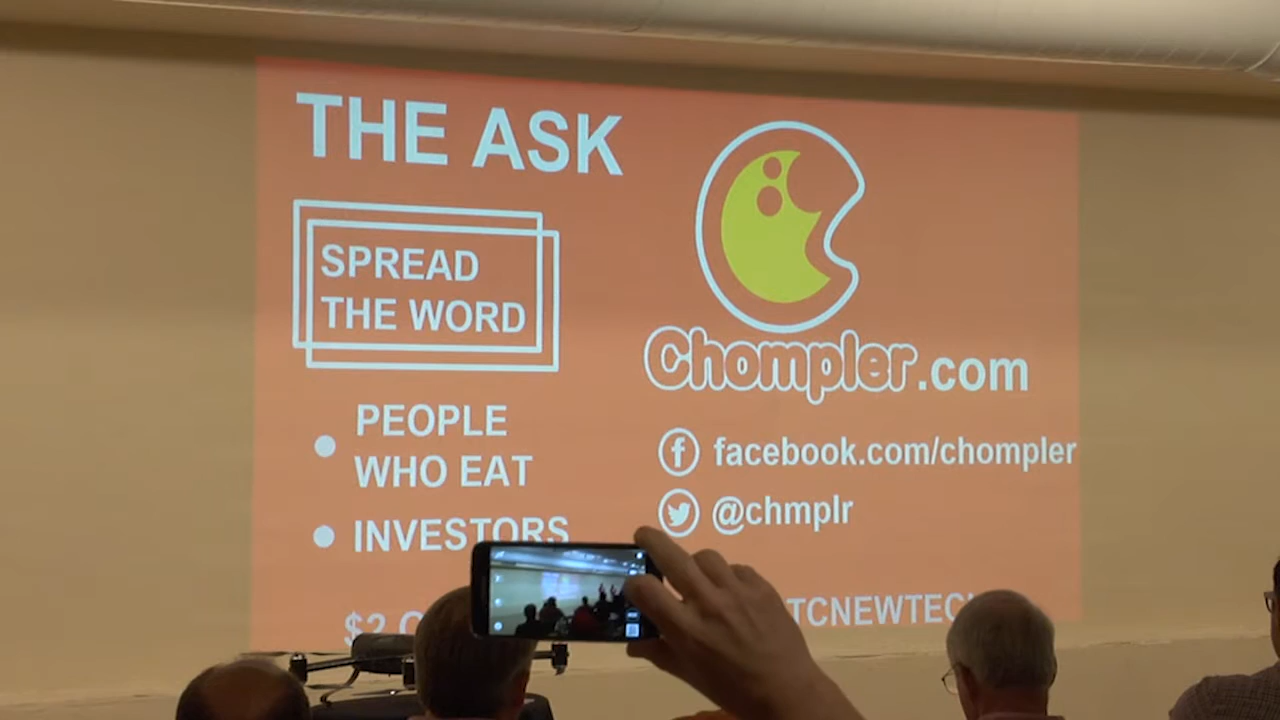 THE ASK
SPREAD
THE WORD
PEOPLE
WHO EAT
INVESTORS
Chompler.com
facebook.com/chompler
@chmplr